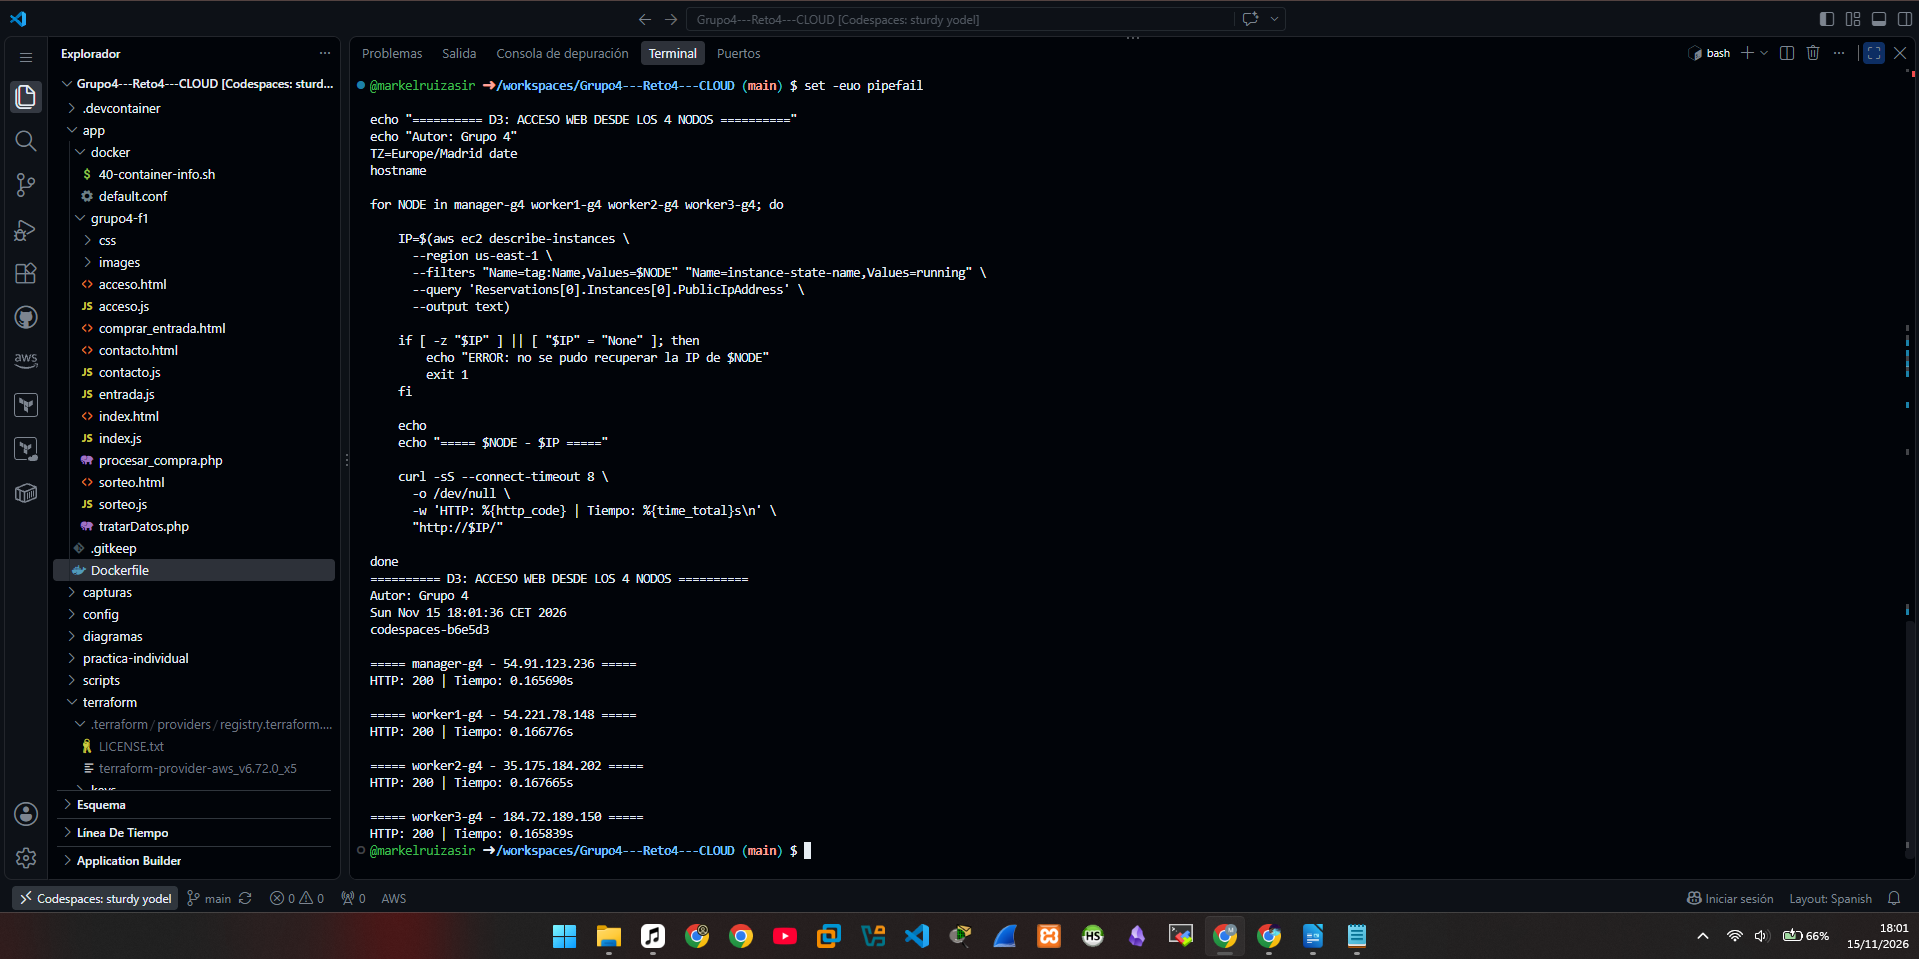 Grupo4---Reto4---CLOUD [Codespaces: sturdy yodel]
Explorador
Grupo4---Reto4---CLOUD [Codespaces: sturd...
.devcontainer
app
docker
40-container-info.sh
default.conf
grupo4-f1
css
images
acceso.html
acceso.js
comprar_entrada.html
contacto.html
contacto.js
entrada.js
index.html
index.js
procesar_compra.php
sorteo.html
sorteo.js
tratarDatos.php
.gitkeep
Dockerfile
capturas
config
diagramas
practica-individual
scripts
terraform
.terraform / providers / registry.terraform....
LICENSE.txt
terraform-provider-aws_v6.72.0_x5
keys
Esquema
Línea De Tiempo
Application Builder
aws
Problemas Salida Consola de depuración Terminal Puertos
bash
@markelruizasir ➜/workspaces/Grupo4---Reto4---CLOUD (main) $ set -euo pipefail
echo "========== D3: ACCESO WEB DESDE LOS 4 NODOS =========="
echo "Autor: Grupo 4"
TZ=Europe/Madrid date
hostname
for NODE in manager-g4 worker1-g4 worker2-g4 worker3-g4; do
IP=$(aws ec2 describe-instances \
--region us-east-1 \
--filters "Name=tag:Name,Values=$NODE" "Name=instance-state-name,Values=running" \
--query 'Reservations[0].Instances[0].PublicIpAddress' \
--output text)
if [ -z "$IP" ] || [ "$IP" = "None" ]; then
echo "ERROR: no se pudo recuperar la IP de $NODE"
exit 1
fi
echo
echo "===== $NODE - $IP ====="
curl -sS --connect-timeout 8 \
-o /dev/null \
-w 'HTTP: %{http_code} | Tiempo: %{time_total}s\n' \
"http://$IP/"
done
========== D3: ACCESO WEB DESDE LOS 4 NODOS ==========
Autor: Grupo 4
Sun Nov 15 18:01:36 CET 2026
codespaces-b6e5d3
===== manager-g4 - 54.91.123.236 =====
HTTP: 200 | Tiempo: 0.165690s
===== worker1-g4 - 54.221.78.148 =====
HTTP: 200 | Tiempo: 0.166776s
===== worker2-g4 - 35.175.184.202 =====
HTTP: 200 | Tiempo: 0.167665s
===== worker3-g4 - 184.72.189.150 =====
HTTP: 200 | Tiempo: 0.165839s
@markelruizasir ➜/workspaces/Grupo4---Reto4---CLOUD (main) $
Codespaces: sturdy yodel main 0 0 0 AWS
Iniciar sesión Layout: Spanish
HS
66%
18:01
15/11/2026